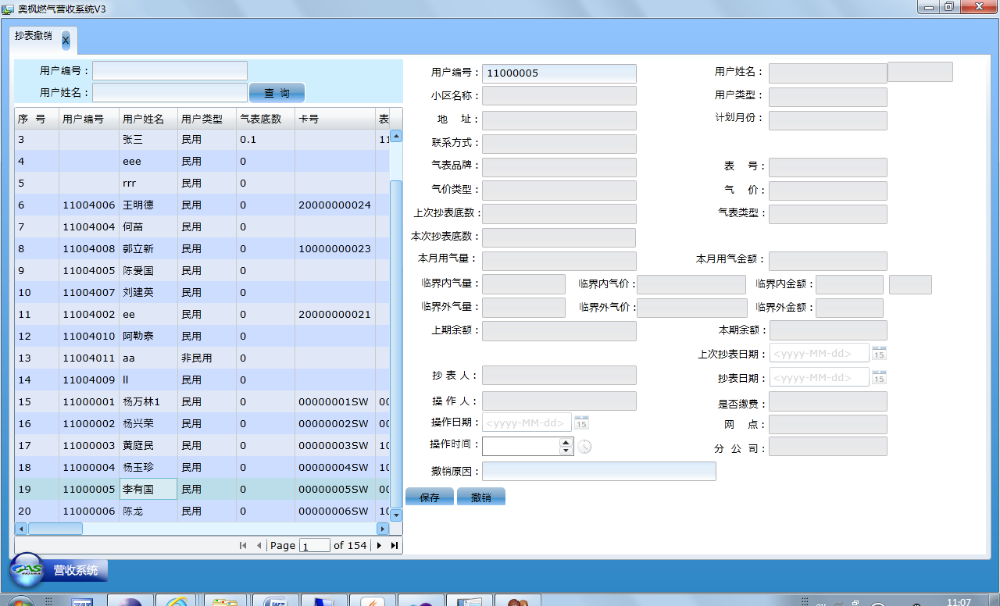 奥枫燃气营收系统V3
抄表撤销 X
用户编号：
用户姓名： 查 询
序 号 用户编号 用户姓名 用户类型 气表底数 卡号 表
3 张三 民用 0.1 11
4 eee 民用 0
5 rrr 民用 0
6 11004006 王明德 民用 0 20000000024
7 11004004 何苗 民用 0
8 11004008 郭立新 民用 0 10000000023
9 11004005 陈爱国 民用 0
10 11004007 刘建英 民用 0
11 11004002 ee 民用 0 20000000021
12 11004010 阿勒泰 民用 0
13 11004011 aa 非民用 0
14 11004009 ll 民用 0
15 11000001 杨万林1 民用 0 00000001SW 00
16 11000002 杨兴荣 民用 0 00000002SW 00
17 11000003 黄庭民 民用 0 00000003SW 10
18 11000004 杨玉珍 民用 0 00000004SW 10
19 11000005 李有国 民用 0 00000005SW 00
20 11000006 陈龙 民用 0 00000006SW 10
Page 1 of 154
用户编号： 11000005 用户姓名：
小区名称： 用户类型：
地 址： 计划月份：
联系方式：
气表品牌： 表 号：
气价类型： 气 价：
上次抄表底数： 气表类型：
本次抄表底数：
本月用气量： 本月用气金额：
临界内气量： 临界内气价： 临界内金额：
临界外气量： 临界外气价： 临界外金额：
上期余额： 本期余额：
上次抄表日期： <yyyy-MM-dd> 15
抄 表 人： 抄表日期： <yyyy-MM-dd> 15
操 作 人： 是否缴费：
操作日期： <yyyy-MM-dd> 15 网 点：
操作时间： 分 公 司：
撤销原因：
保存 撤销
GAS NATURAL 营收系统
11:07